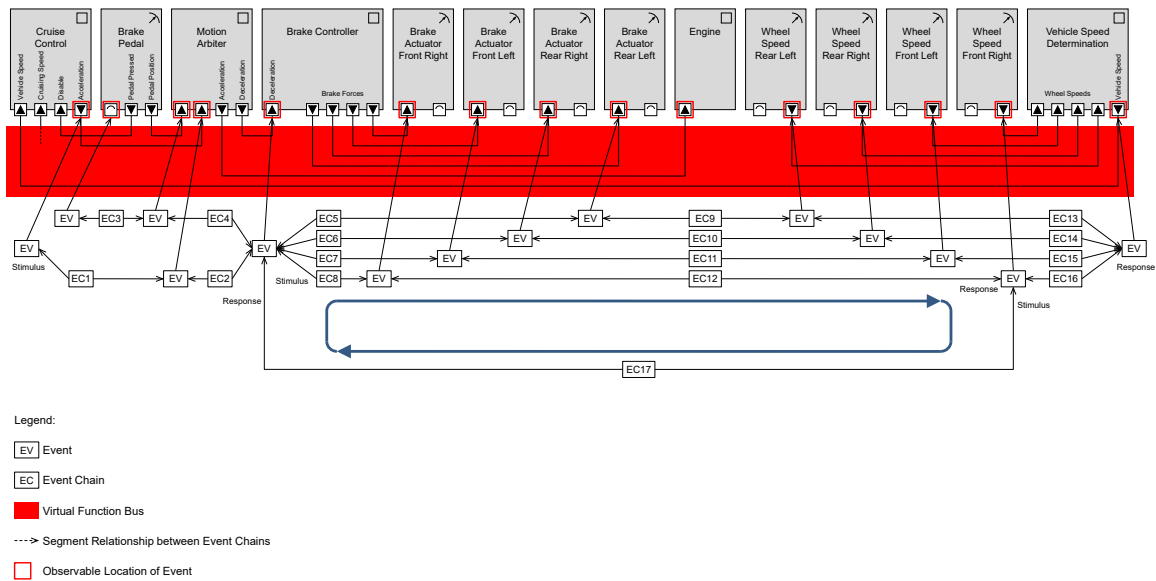 Cruise
Control
Brake
Pedal
Motion
Arbiter
Brake Controller
Brake
Actuator
Front Right
Brake
Actuator
Front Left
Brake
Actuator
Rear Right
Brake
Actuator
Rear Left
Engine
Wheel
Speed
Rear Left
Wheel
Speed
Rear Right
Wheel
Speed
Front Left
Wheel
Speed
Front Right
Vehicle Speed
Determination
Vehicle Speed
Cruising Speed
Disable
Acceleration
Pedal Pressed
Pedal Position
Acceleration
Deceleration
Deceleration
Brake Forces
Wheel Speeds
Vehicle Speed
EV
EC3
EV
EC4
EC5
EV
EC9
EV
EC13
EC6
EV
EC10
EV
EC14
EV
EV
EV
Stimulus
EC7
EV
EC11
EV
EC15
Response
EC1
EV
EC2
Stimulus
EC8
EV
EC12
Response
EV
EC16
Response
Stimulus
EC17
Legend:
EV Event
EC Event Chain
Virtual Function Bus
Segment Relationship between Event Chains
Observable Location of Event